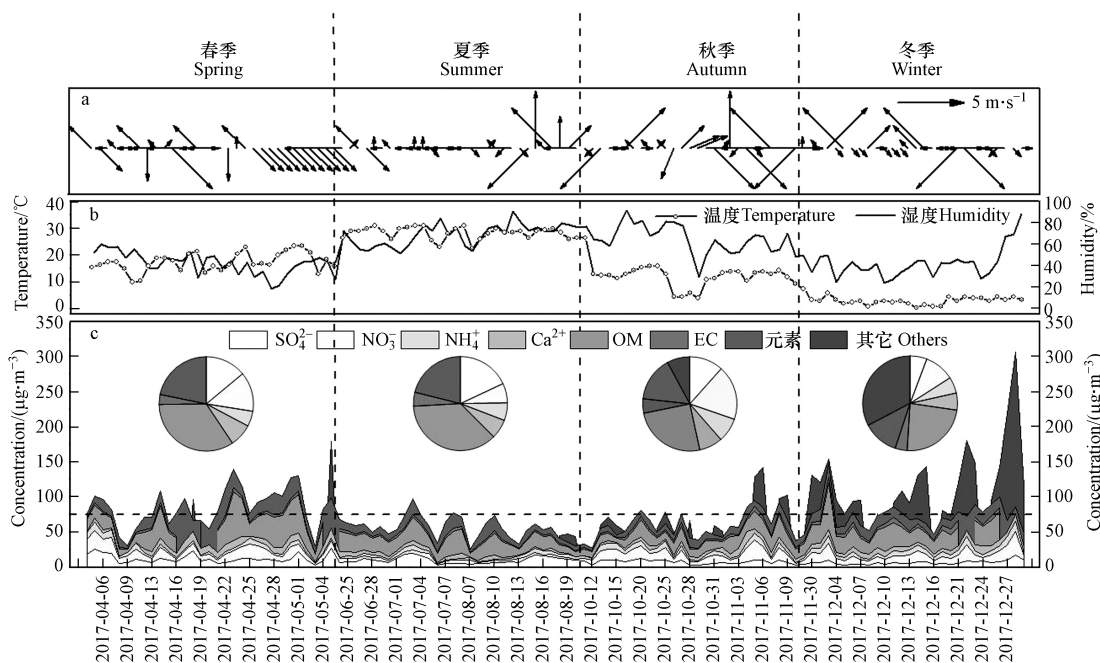 春季
Spring
夏季
Summer
秋季
Autumn
冬季
Winter
a
5 m·s⁻¹
b
温度Temperature
湿度Humidity
Temperature/℃
40
30
20
10
0
100
80
60
40
20
0
Humidity/%
c
SO₄²⁻
NO₃⁻
NH₄⁺
Ca²⁺
OM
EC
元素
其它 Others
Concentration/(μg·m⁻³)
350
300
250
200
150
100
50
0
350
300
250
200
150
100
50
0
Concentration/(μg·m⁻³)
2017-04-06
2017-04-09
2017-04-13
2017-04-16
2017-04-19
2017-04-22
2017-04-25
2017-04-28
2017-05-01
2017-05-04
2017-06-25
2017-06-28
2017-07-01
2017-07-04
2017-07-07
2017-08-10
2017-08-13
2017-08-16
2017-08-19
2017-10-12
2017-10-15
2017-10-20
2017-10-25
2017-10-28
2017-10-31
2017-11-03
2017-11-06
2017-11-09
2017-11-30
2017-12-04
2017-12-07
2017-12-10
2017-12-13
2017-12-16
2017-12-21
2017-12-24
2017-12-27